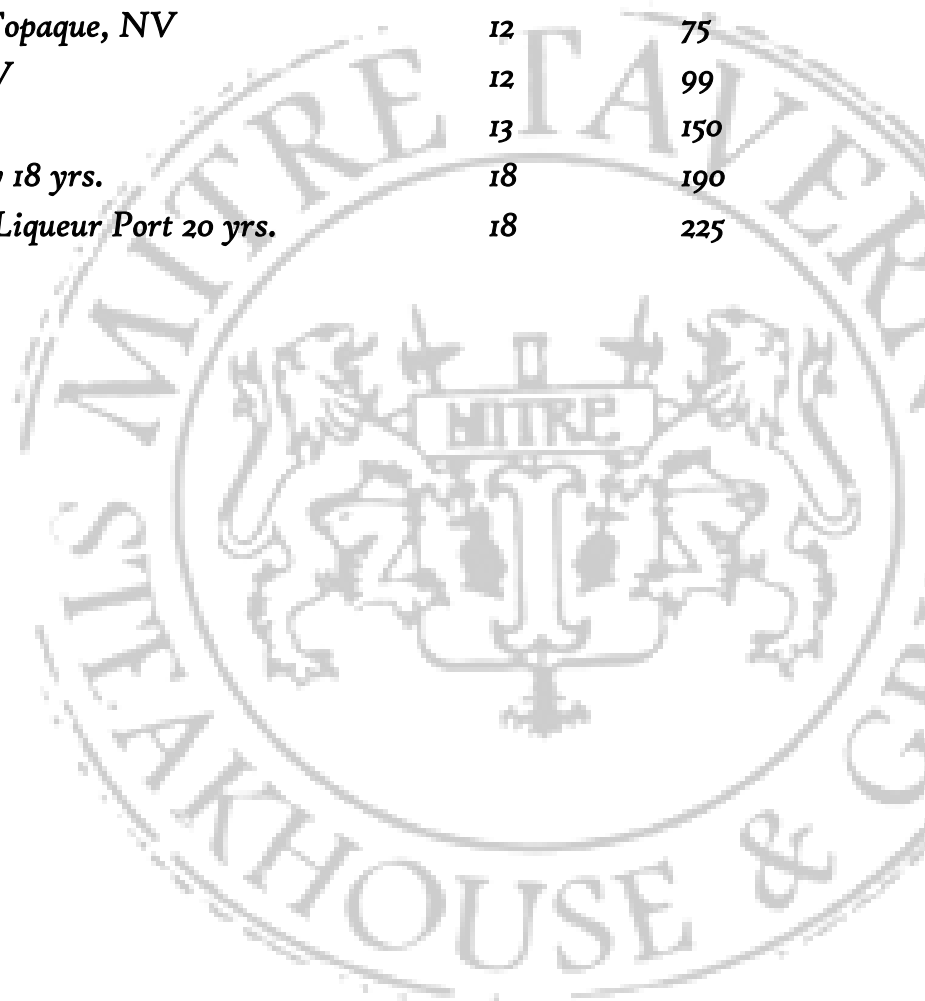 Topaque, NV 12 75
V 12 99
13 150
y 18 yrs. 18 190
Liqueur Port 20 yrs. 18 225
MITRE TAVERN
MITRE
STEAKHOUSE & G